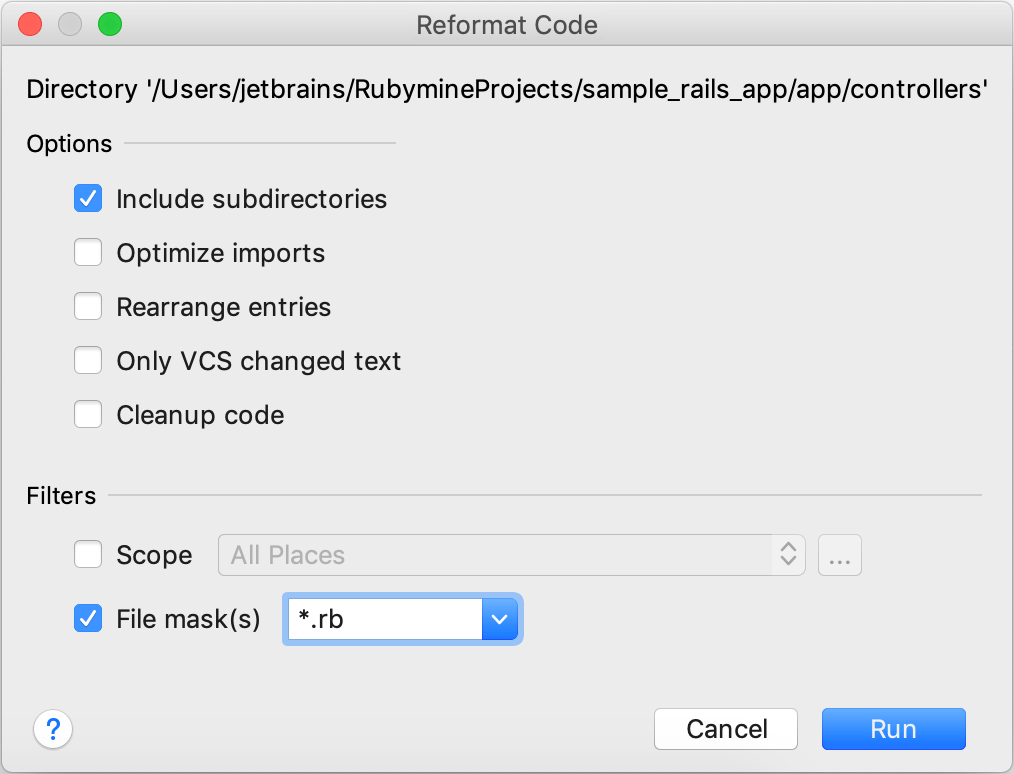 Reformat Code
Directory '/Users/jetbrains/RubymineProjects/sample_rails_app/app/controllers'
Options
Include subdirectories
Optimize imports
Rearrange entries
Only VCS changed text
Cleanup code
Filters
Scope All Places ...
File mask(s) *.rb
? Cancel Run